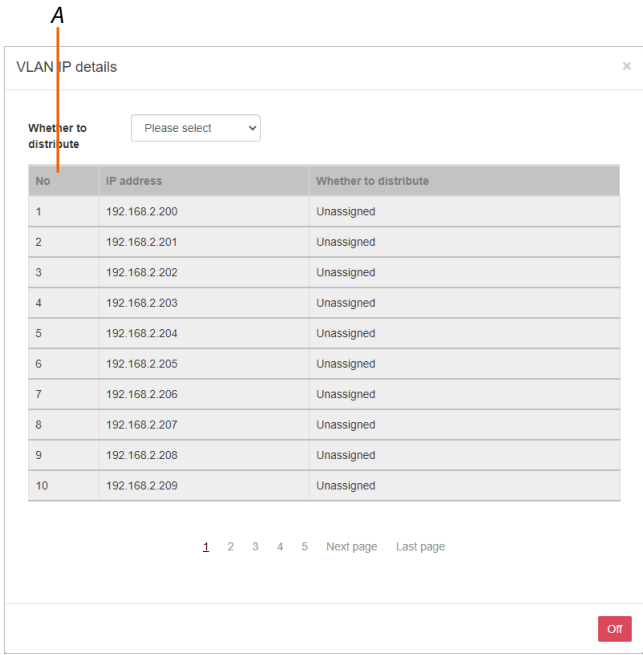 A
VLAN IP details ×
Whether to distribute Please select
No IP address Whether to distribute
1 192.168.2.200 Unassigned
2 192.168.2.201 Unassigned
3 192.168.2.202 Unassigned
4 192.168.2.203 Unassigned
5 192.168.2.204 Unassigned
6 192.168.2.205 Unassigned
7 192.168.2.206 Unassigned
8 192.168.2.207 Unassigned
9 192.168.2.208 Unassigned
10 192.168.2.209 Unassigned
1 2 3 4 5 Next page Last page
Off